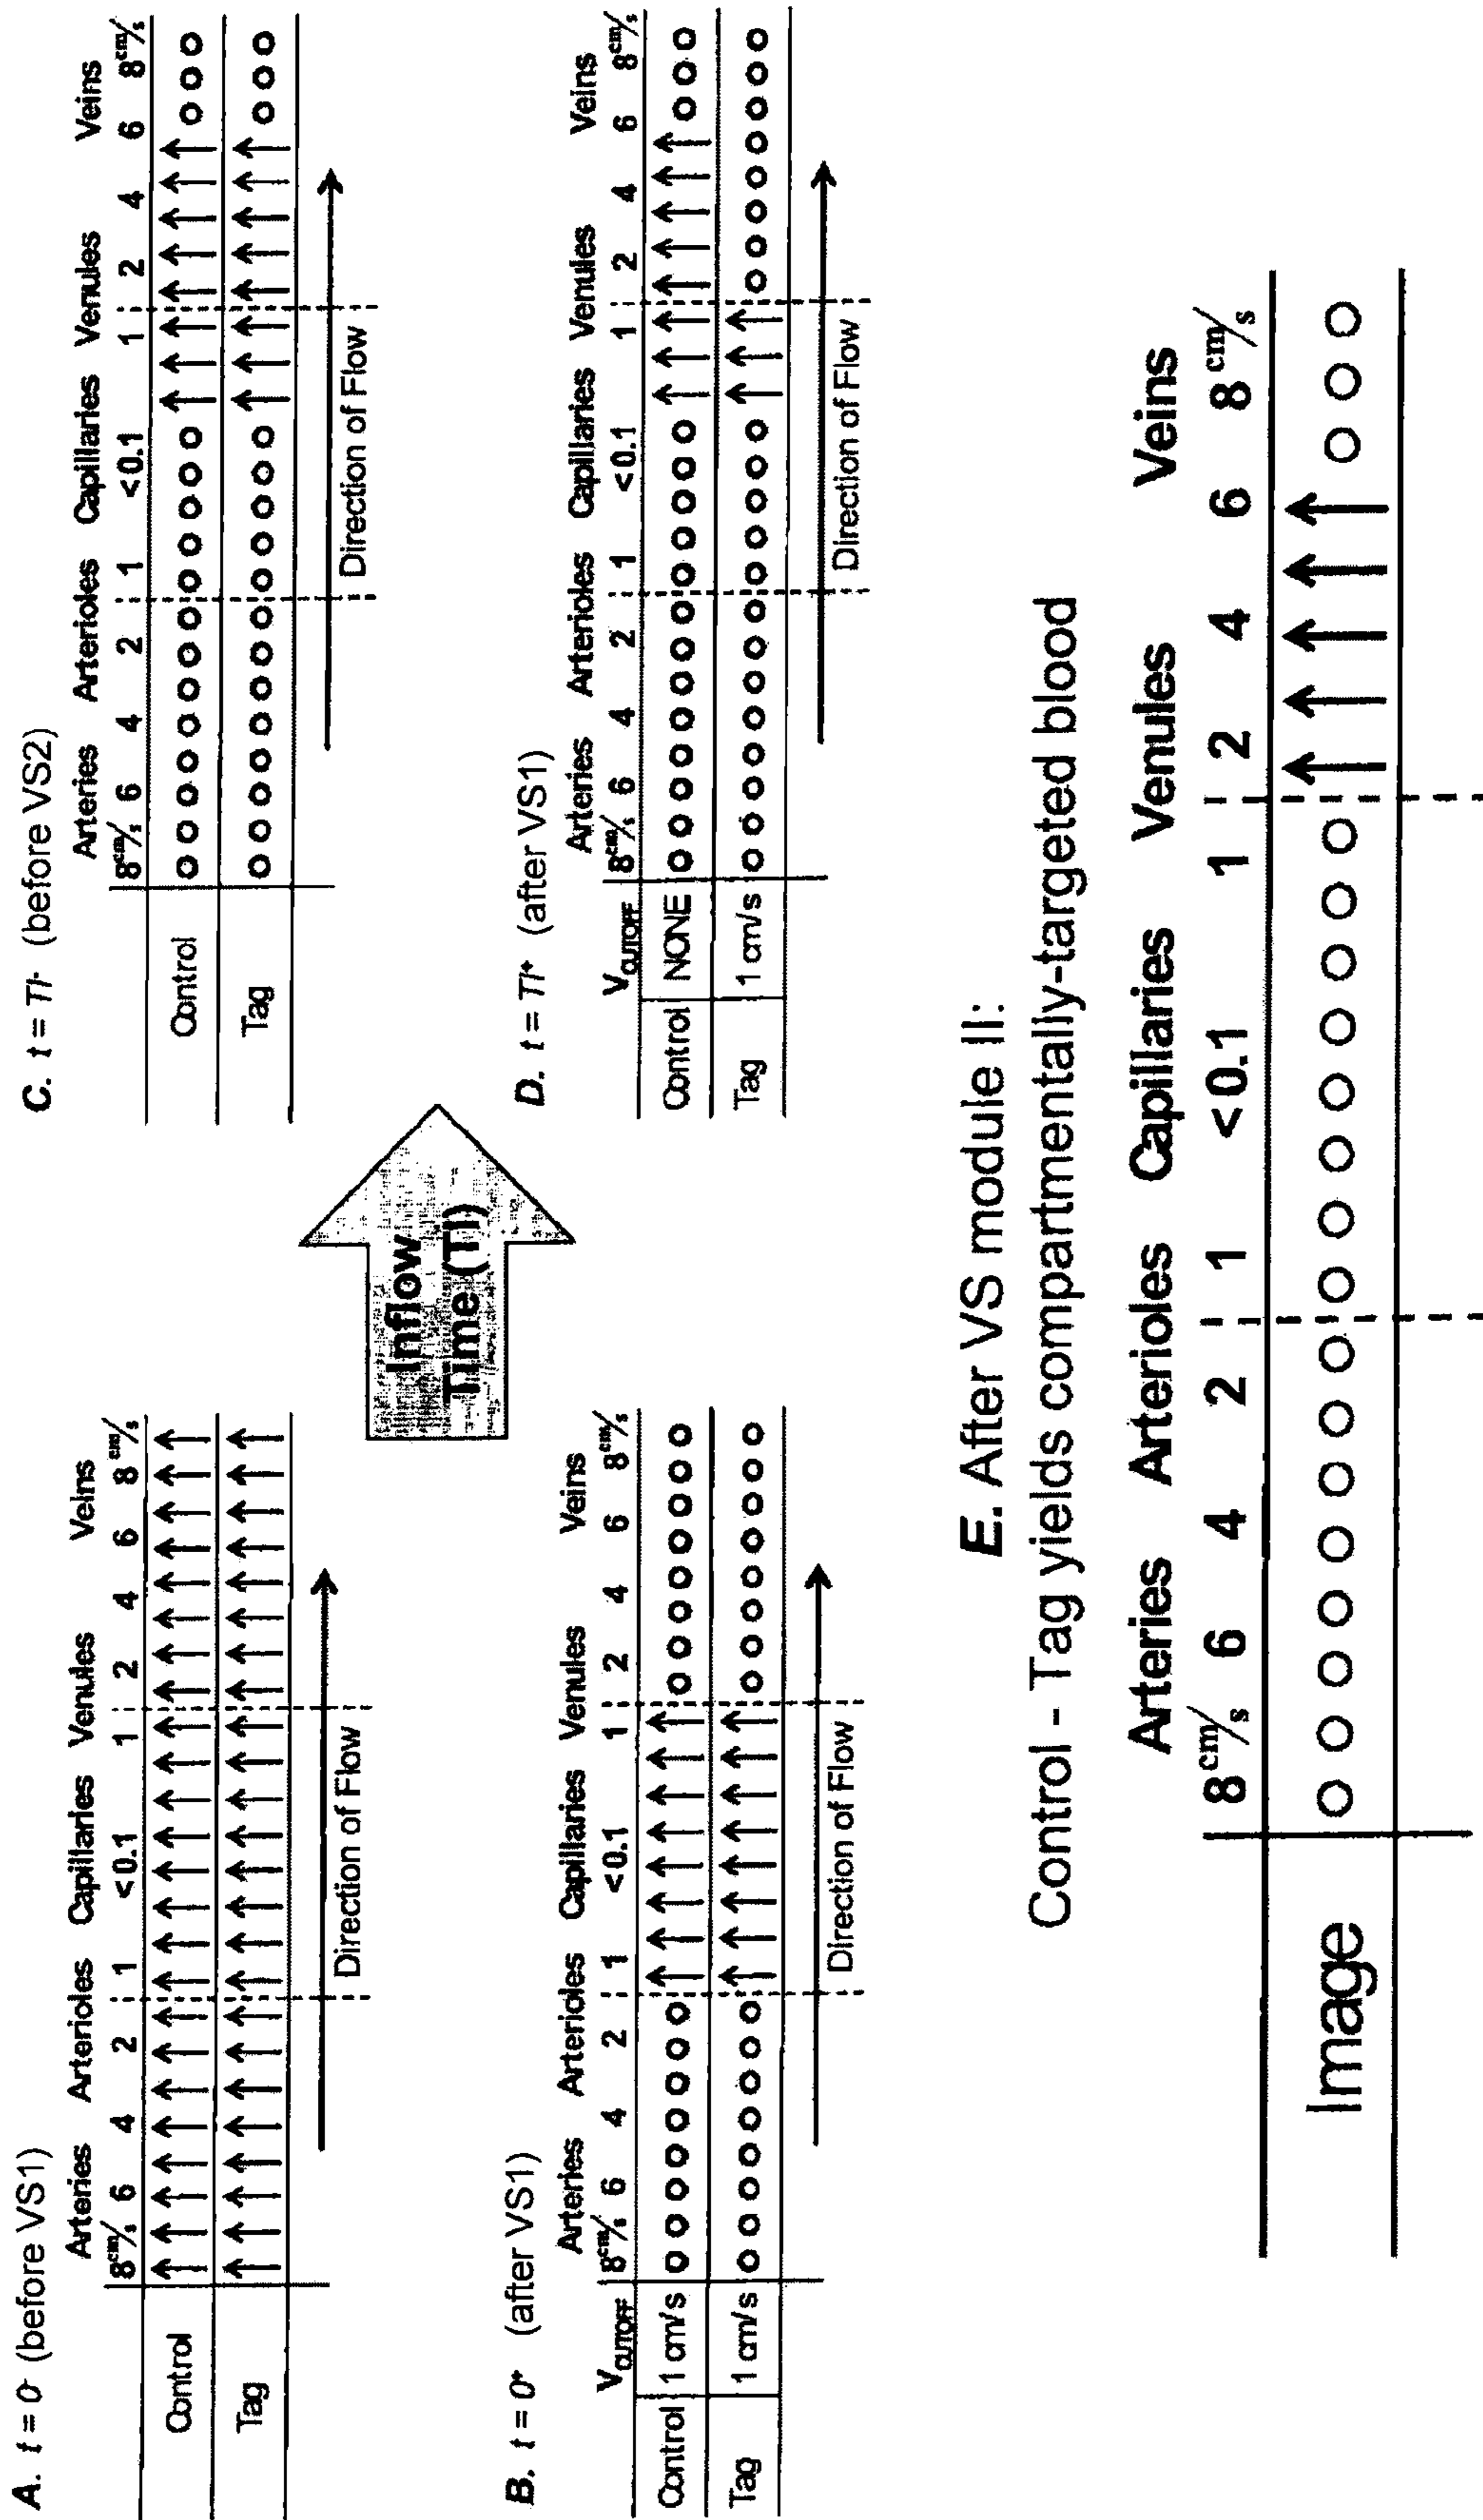 A. t = 0- (before VS1)
Arteries Arterioles Capillaries Venules Veins
8 cm/s 6 4 2 1 <0.1 1 2 4 6 8 cm/s
Control
Tag
Direction of Flow
B. t = 0+ (after VS1)
Arteries Arterioles Capillaries Venules Veins
VCUTOFF 8 cm/s 6 4 2 1 <0.1 1 2 4 6 8 cm/s
Control 1 cm/s
Tag 1 cm/s
Direction of Flow
Inflow
Time (TI)
C. t = TI- (before VS2)
Arteries Arterioles Capillaries Venules Veins
8 cm/s 6 4 2 1 <0.1 1 2 4 6 8 cm/s
Control
Tag
Direction of Flow
D. t = TI+ (after VS1)
Arteries Arterioles Capillaries Venules Veins
VCUTOFF 8 cm/s 6 4 2 1 <0.1 1 2 4 6 8 cm/s
Control NONE
Tag 1 cm/s
Direction of Flow
E. After VS module II:
Control - Tag yields compartmentally-targeted blood
Arteries Arterioles Capillaries Venules Veins
8 cm/s 6 4 2 1 <0.1 1 2 4 6 8 cm/s
Image